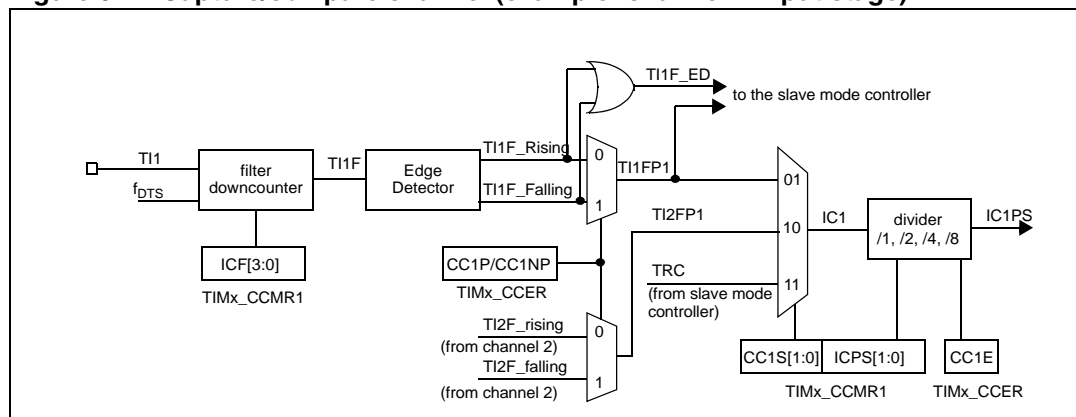 TI1F_ED
to the slave mode controller
TI1
fDTS
filter
downcounter
TI1F
Edge
Detector
TI1F_Rising
TI1F_Falling
0
1
TI1FP1
01
TI2FP1
10
IC1
divider
/1, /2, /4, /8
IC1PS
ICF[3:0]
TIMx_CCMR1
CC1P/CC1NP
TIMx_CCER
TRC
11
(from slave mode
controller)
TI2F_rising
0
(from channel 2)
TI2F_falling
1
(from channel 2)
CC1S[1:0]
ICPS[1:0]
CC1E
TIMx_CCMR1
TIMx_CCER